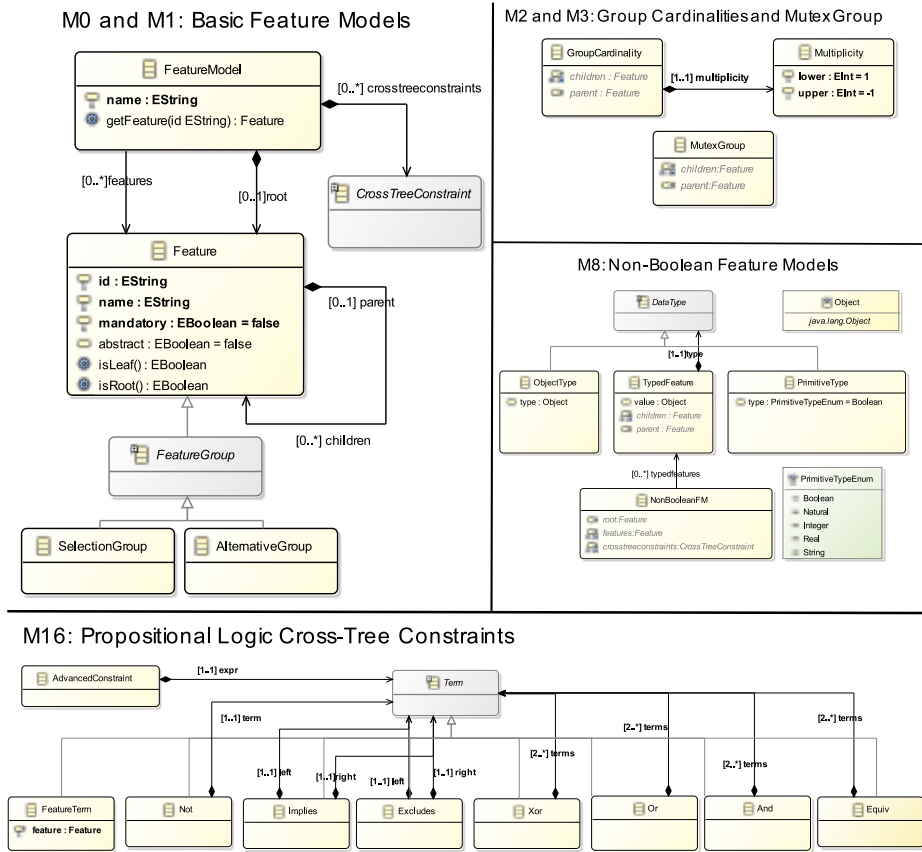 M0 and M1: Basic Feature Models
FeatureModel
name : EString
getFeature(id EString) : Feature
[0..*] crosstreeconstraints
[0..*]features
[0..1]root
CrossTreeConstraint
Feature
id : EString
name : EString
mandatory : EBoolean = false
abstract : EBoolean = false
isLeaf() : EBoolean
isRoot() : EBoolean
[0..1] parent
[0..*] children
FeatureGroup
SelectionGroup
AlternativeGroup
M2 and M3: Group Cardinalities and Mutex Group
GroupCardinality
children : Feature
parent : Feature
[1..1] multiplicity
Multiplicity
lower : EInt = 1
upper : EInt = -1
MutexGroup
children:Feature
parent:Feature
M8: Non-Boolean Feature Models
DataType
Object
java.lang.Object
[1..1]type
ObjectType
type : Object
TypedFeature
value : Object
children : Feature
parent : Feature
PrimitiveType
type : PrimitiveTypeEnum = Boolean
[0..*] typedfeatures
NonBooleanFM
root:Feature
features:Feature
crosstreeconstraints:CrossTreeConstraint
PrimitiveTypeEnum
Boolean
Natural
Integer
Real
String
M16: Propositional Logic Cross-Tree Constraints
AdvancedConstraint
[1..1] expr
Term
[1..1] term
[2..*] terms
[2..*] terms
[2..*] terms
[2..*] terms
[1..1] left
[1..1]right
[1..1] left
[1..1] right
FeatureTerm
feature : Feature
Not
Implies
Excludes
Xor
Or
And
Equiv